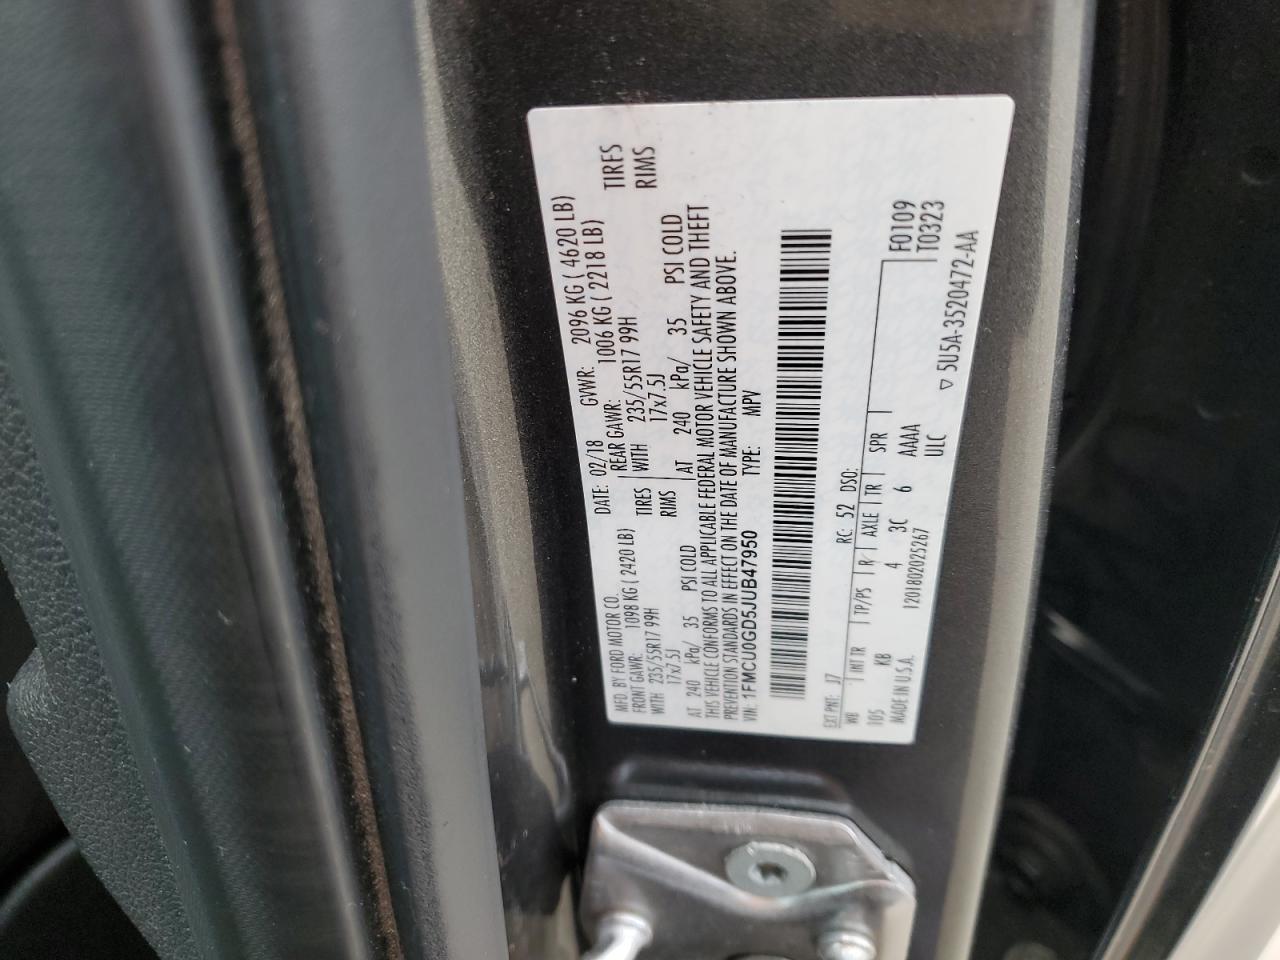 MFD. BY FORD MOTOR CO.
DATE: 02/18 GVWR: 2096 KG ( 4620 LB)
FRONT GAWR: 1098 KG ( 2420 LB) REAR GAWR: 1006 KG ( 2218 LB)
WITH 235/55R17 99H TIRES WITH 235/55R17 99H TIRES
17x7.5J RIMS 17x7.5J RIMS
AT 240 kPa/ 35 PSI COLD AT 240 kPa/ 35 PSI COLD
THIS VEHICLE CONFORMS TO ALL APPLICABLE FEDERAL MOTOR VEHICLE SAFETY AND THEFT
PREVENTION STANDARDS IN EFFECT ON THE DATE OF MANUFACTURE SHOWN ABOVE.
VIN: 1FMCU0GD5JUB47950 TYPE: MPV
EXT PNT: J7 RC: 52 DSO: F0109
WB INT TR TP/PS R AXLE TR SPR T0323
105 KB 4 3C 6 AAAA
MADE IN U.S.A. 1201802025267 ULC
▽ 5U5A-3520472-AA